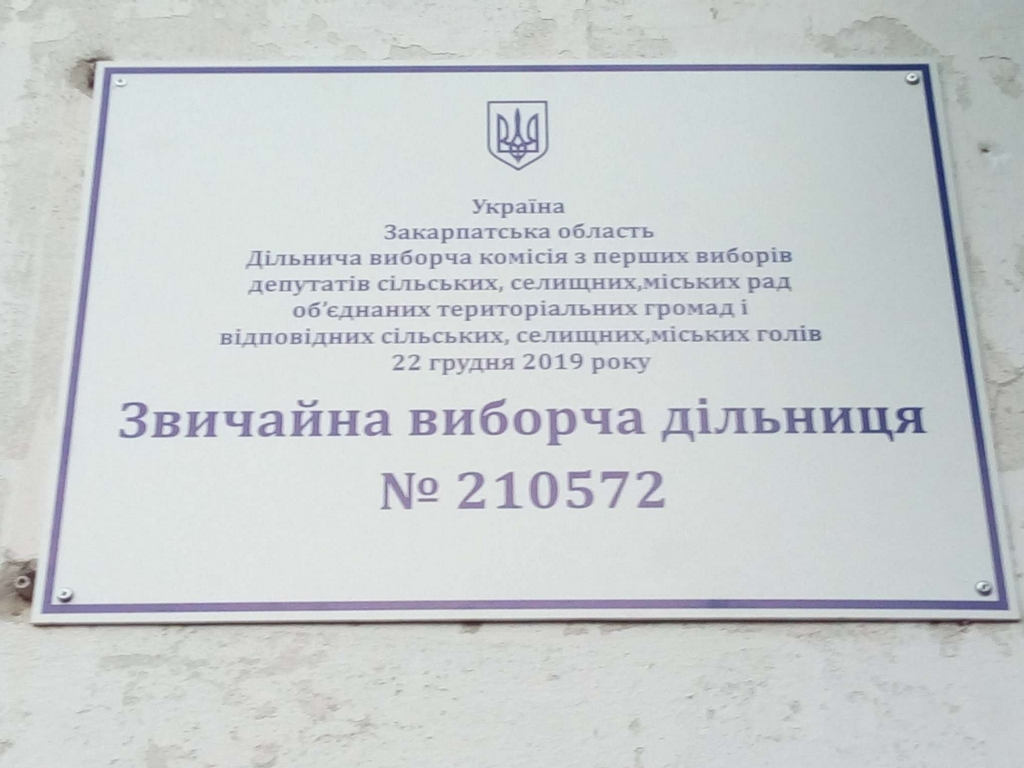 Україна
Закарпатська область
Дільнича виборча комісія з перших виборів
депутатів сільських, селищних,міських рад
об'єднаних територіальних громад і
відповідних сільських, селищних,міських голів
22 грудня 2019 року
Звичайна виборча дільниця
№ 210572